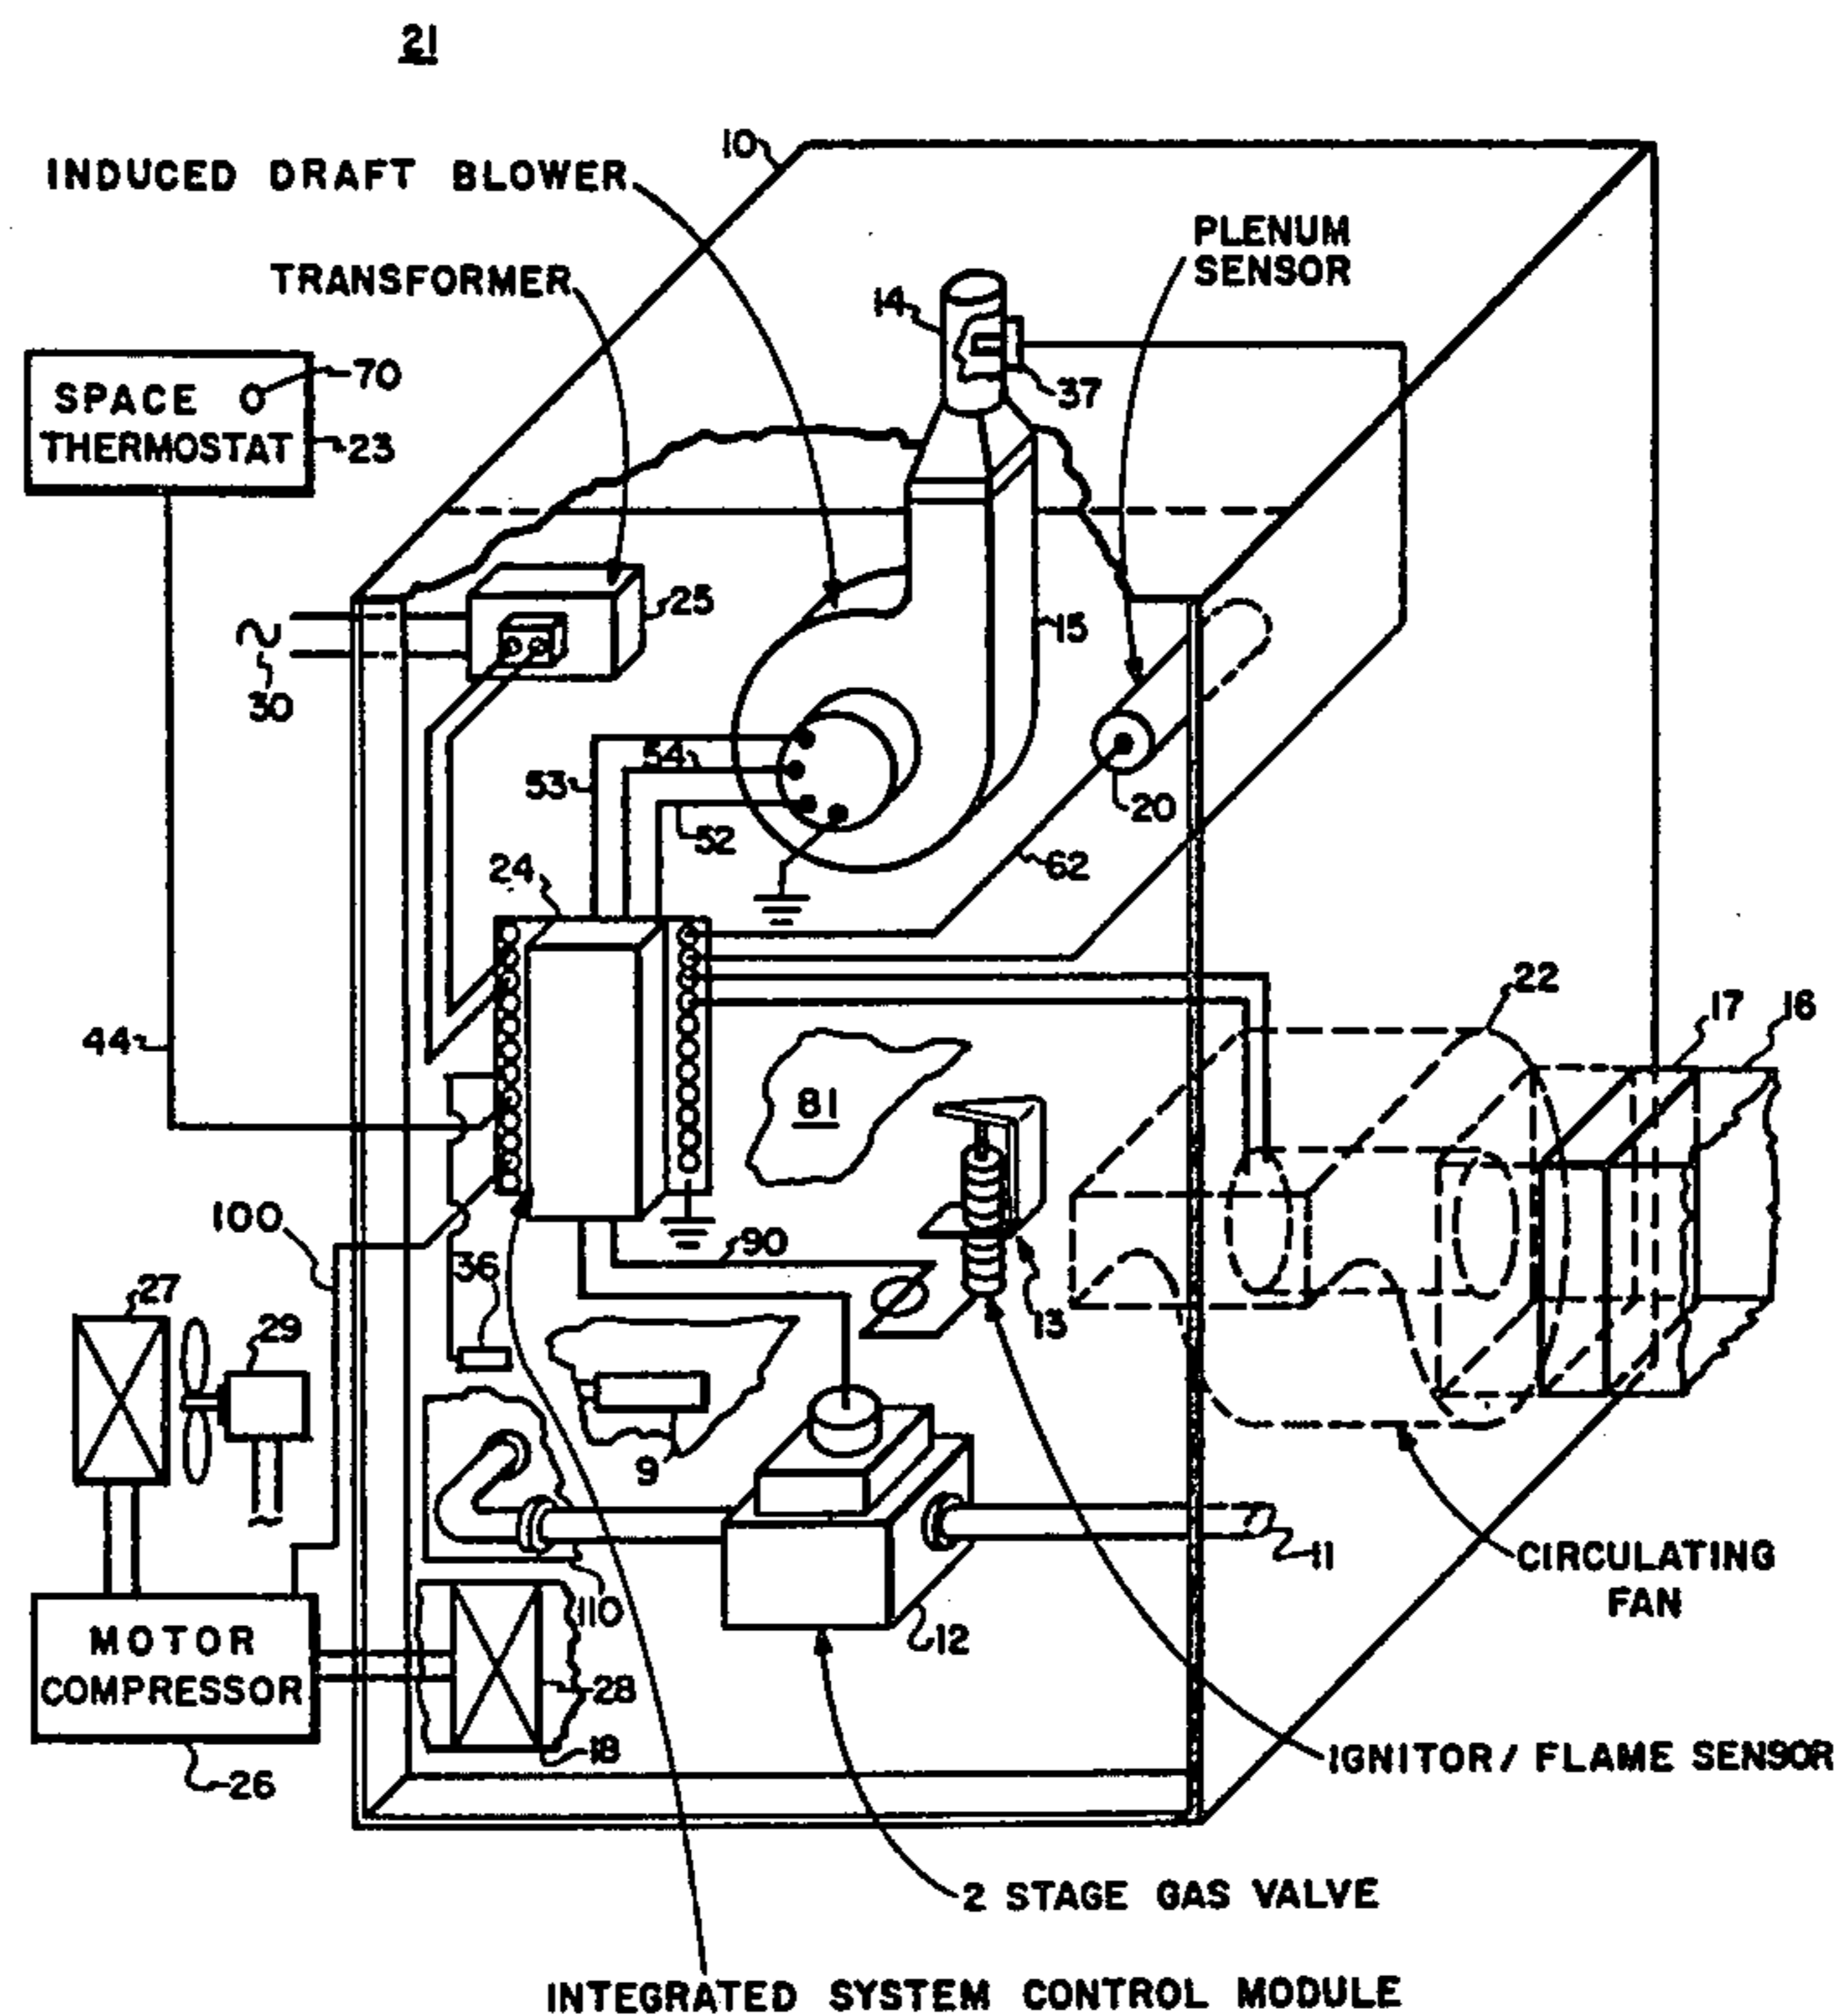 21
10
INDUCED DRAFT BLOWER
PLENUM
SENSOR
TRANSFORMER
14
37
SPACE
THERMOSTAT
70
23
25
15
30
53
54
52
20
62
24
22
17
16
44
81
100
90
36
13
27
29
9
11
CIRCULATING
FAN
110
12
MOTOR
COMPRESSOR
28
18
26
IGNITOR/ FLAME SENSOR
2 STAGE GAS VALVE
INTEGRATED SYSTEM CONTROL MODULE